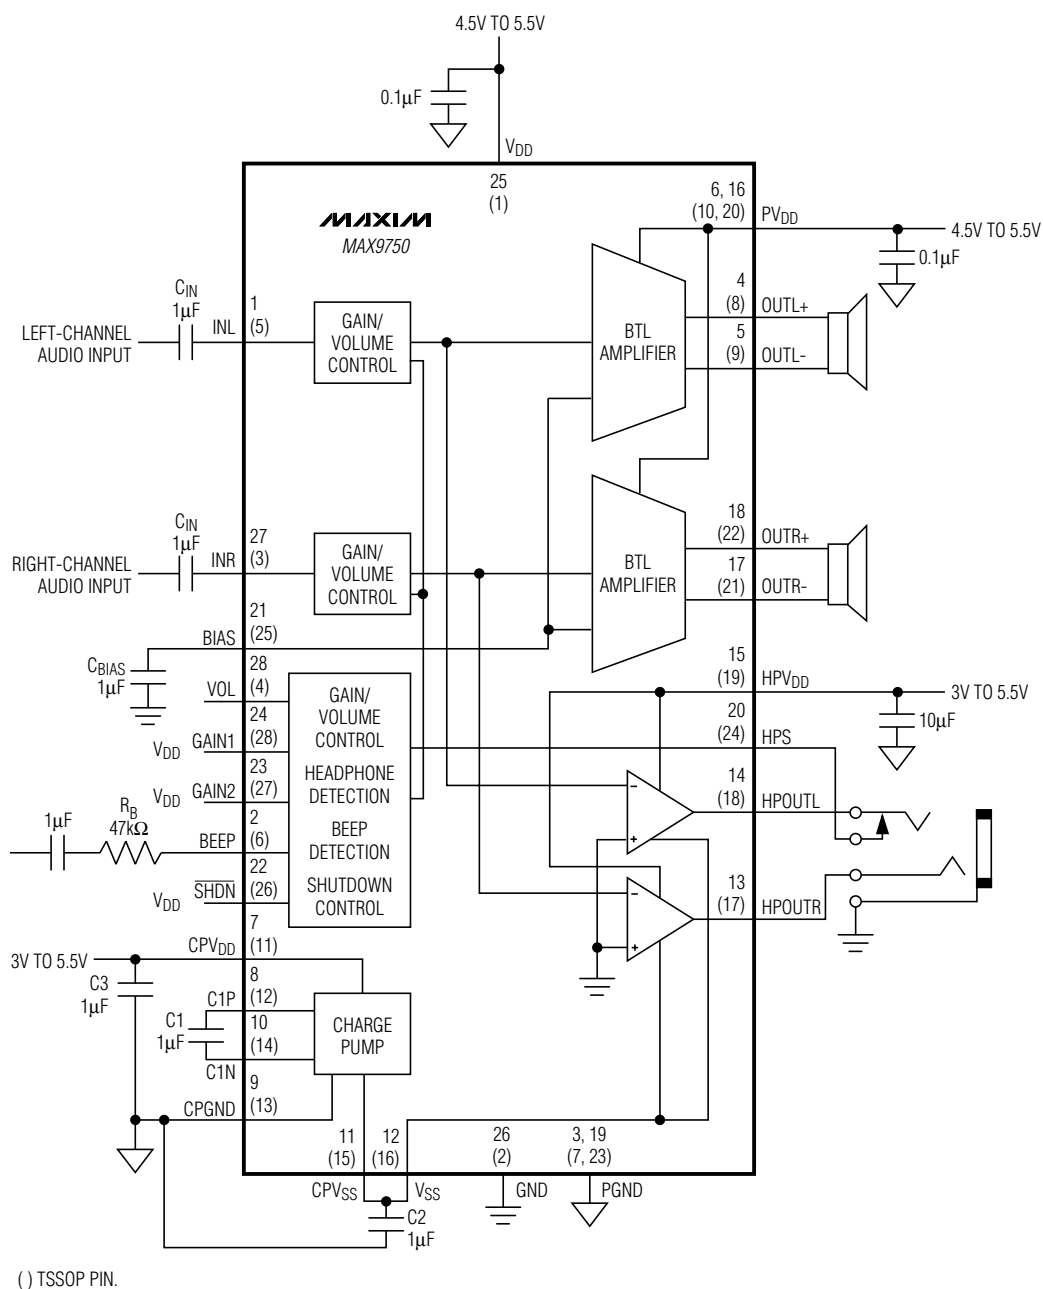 4.5V TO 5.5V
0.1µF
VDD
25
(1)
6, 16
(10, 20)
PVDD
4.5V TO 5.5V
0.1µF
MAXIM
MAX9750
CIN
1µF
LEFT-CHANNEL
AUDIO INPUT
INL
1
(5)
GAIN/
VOLUME
CONTROL
BTL
AMPLIFIER
4
(8)
OUTL+
5
(9)
OUTL-
CIN
1µF
RIGHT-CHANNEL
AUDIO INPUT
INR
27
(3)
GAIN/
VOLUME
CONTROL
BTL
AMPLIFIER
18
(22)
OUTR+
17
(21)
OUTR-
21
(25)
BIAS
CBIAS
1µF
28
(4)
VOL
24
(28)
VDD
GAIN1
23
(27)
VDD
GAIN2
1µF
RB
47kΩ
2
(6)
BEEP
22
(26)
VDD
SHDN
GAIN/
VOLUME
CONTROL
HEADPHONE
DETECTION
BEEP
DETECTION
SHUTDOWN
CONTROL
15
(19)
HPVDD
3V TO 5.5V
10µF
20
(24)
HPS
−
+
14
(18)
HPOUTL
−
+
13
(17)
HPOUTR
7
(11)
CPVDD
3V TO 5.5V
C3
1µF
8
(12)
C1P
C1
1µF
10
(14)
C1N
CHARGE
PUMP
9
(13)
CPGND
11
(15)
CPVSS
12
(16)
VSS
C2
1µF
26
(2)
GND
3, 19
(7, 23)
PGND
( ) TSSOP PIN.